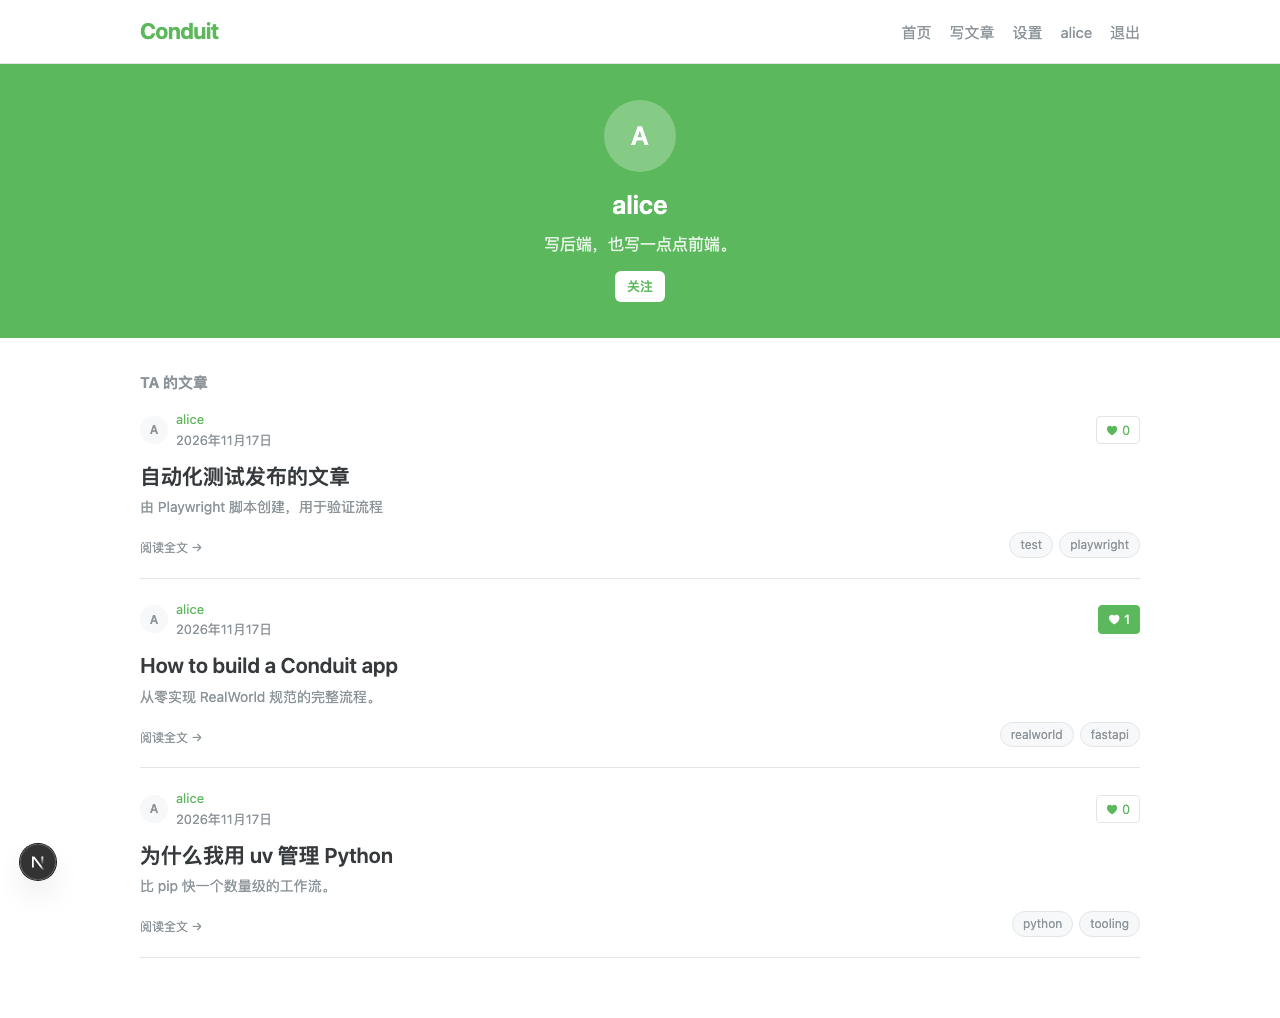 Conduit
首页 写文章 设置 alice 退出
A
alice
写后端，也写一点点前端。
关注
TA 的文章
A
alice
2026年11月17日
0
自动化测试发布的文章
由 Playwright 脚本创建，用于验证流程
阅读全文 →
test playwright
A
alice
2026年11月17日
1
How to build a Conduit app
从零实现 RealWorld 规范的完整流程。
阅读全文 →
realworld fastapi
A
alice
2026年11月17日
0
为什么我用 uv 管理 Python
比 pip 快一个数量级的工作流。
N
阅读全文 →
python tooling